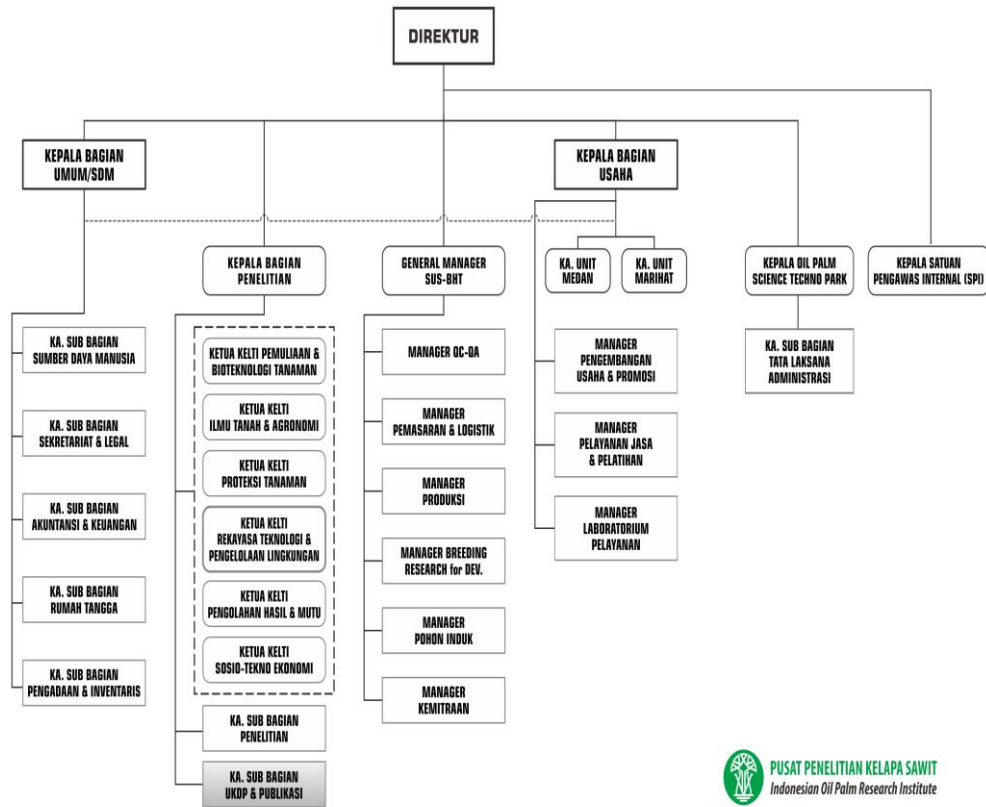 DIREKTUR
KEPALA BAGIAN
UMUM/SDM
KEPALA BAGIAN
USAHA
KEPALA BAGIAN
PENELITIAN
GENERAL MANAGER
SUS-BHT
KA. UNIT
MEDAN
KA. UNIT
MARIHAT
KEPALA OIL PALM
SCIENCE TECHNO PARK
KEPALA SATUAN
PENGAWAS INTERNAL (SPI)
KA. SUB BAGIAN
SUMBER DAYA MANUSIA
KA. SUB BAGIAN
SEKRETARIAT & LEGAL
KA. SUB BAGIAN
AKUNTANSI & KEUANGAN
KA. SUB BAGIAN
RUMAH TANGGA
KA. SUB BAGIAN
PENGADAAN & INVENTARIS
KETUA KELTI PEMULIAAN &
BIOTEKNOLOGI TANAMAN
KETUA KELTI
ILMU TANAH & AGRONOMI
KETUA KELTI
PROTEKSI TANAMAN
KETUA KELTI
REKAYASA TEKNOLOGI &
PENGELOLAAN LINGKUNGAN
KETUA KELTI
PENGOLAHAN HASIL & MUTU
KETUA KELTI
SOSIO-TEKNO EKONOMI
KA. SUB BAGIAN
PENELITIAN
KA. SUB BAGIAN
UKDP & PUBLIKASI
MANAGER QC-QA
MANAGER
PEMASARAN & LOGISTIK
MANAGER
PRODUKSI
MANAGER BREEDING
RESEARCH for DEV.
MANAGER
POHON INDUK
MANAGER
KEMITRAAN
MANAGER
PENGEMBANGAN
USAHA & PROMOSI
MANAGER
PELAYANAN JASA
& PELATIHAN
MANAGER
LABORATORIUM
PELAYANAN
KA. SUB BAGIAN
TATA LAKSANA
ADMINISTRASI
PUSAT PENELITIAN KELAPA SAWIT
Indonesian Oil Palm Research Institute